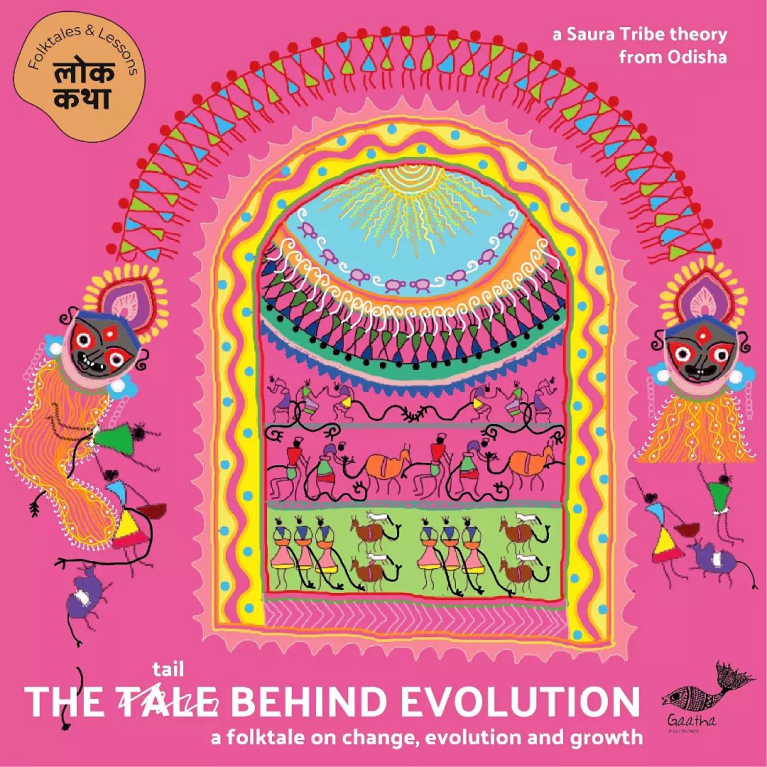 Folktales & Lessons
लोक
कथा
a Saura Tribe theory
from Odisha
tail
THE TALE BEHIND EVOLUTION
a folktale on change, evolution and growth
Gaatha